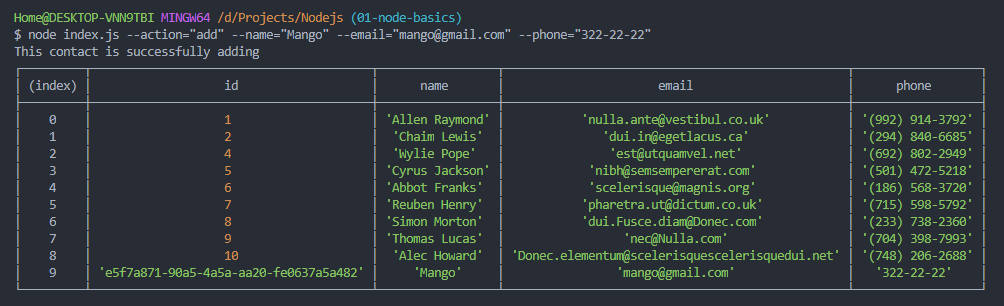 Home@DESKTOP-VNN9TBI MINGW64 /d/Projects/Nodejs (01-node-basics)
$ node index.js --action="add" --name="Mango" --email="mango@gmail.com" --phone="322-22-22"
This contact is successfully adding
(index) id name email phone
0 1 'Allen Raymond' 'nulla.ante@vestibul.co.uk' '(992) 914-3792'
1 2 'Chaim Lewis' 'dui.in@egetlacus.ca' '(294) 840-6685'
2 4 'Wylie Pope' 'est@utquamvel.net' '(692) 802-2949'
3 5 'Cyrus Jackson' 'nibh@semsempererat.com' '(501) 472-5218'
4 6 'Abbot Franks' 'scelerisque@magnis.org' '(186) 568-3720'
5 7 'Reuben Henry' 'pharetra.ut@dictum.co.uk' '(715) 598-5792'
6 8 'Simon Morton' 'dui.Fusce.diam@Donec.com' '(233) 738-2360'
7 9 'Thomas Lucas' 'nec@Nulla.com' '(704) 398-7993'
8 10 'Alec Howard' 'Donec.elementum@scelerisquescelerisquedui.net' '(748) 206-2688'
9 'e5f7a871-90a5-4a5a-aa20-fe0637a5a482' 'Mango' 'mango@gmail.com' '322-22-22'